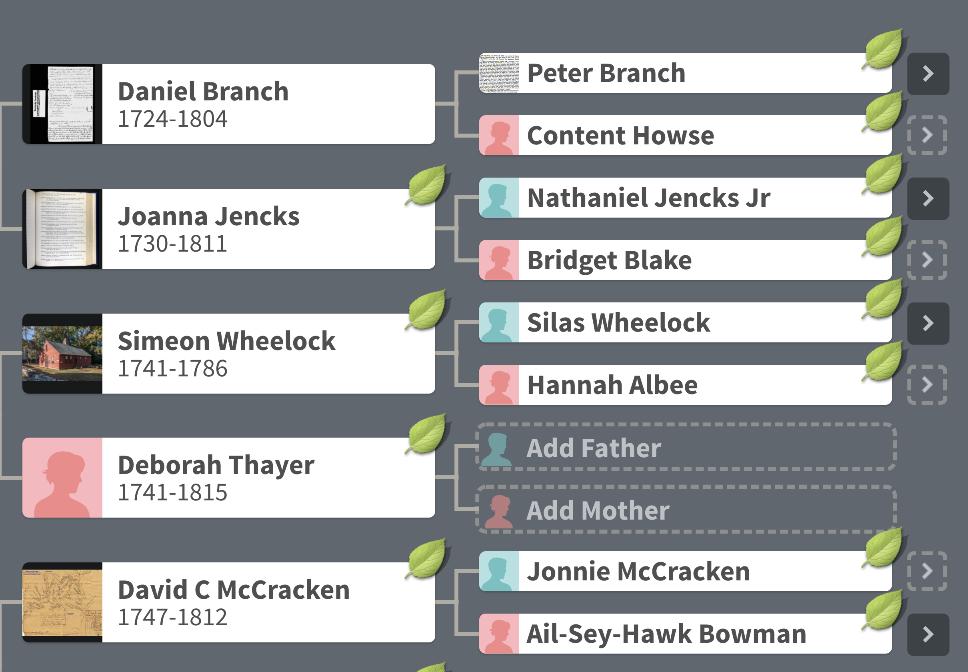 Daniel Branch
1724-1804
Peter Branch
Content Howse
Joanna Jencks
1730-1811
Nathaniel Jencks Jr
Bridget Blake
Simeon Wheelock
1741-1786
Silas Wheelock
Hannah Albee
Deborah Thayer
1741-1815
Add Father
Add Mother
David C McCracken
1747-1812
Jonnie McCracken
Ail-Sey-Hawk Bowman